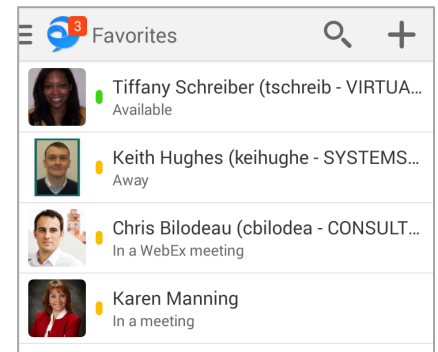 3
Favorites
Tiffany Schreiber (tschreib - VIRTUA...
Available
Keith Hughes (keihughe - SYSTEMS...
Away
Chris Bilodeau (cbilodea - CONSULT...
In a WebEx meeting
Karen Manning
In a meeting